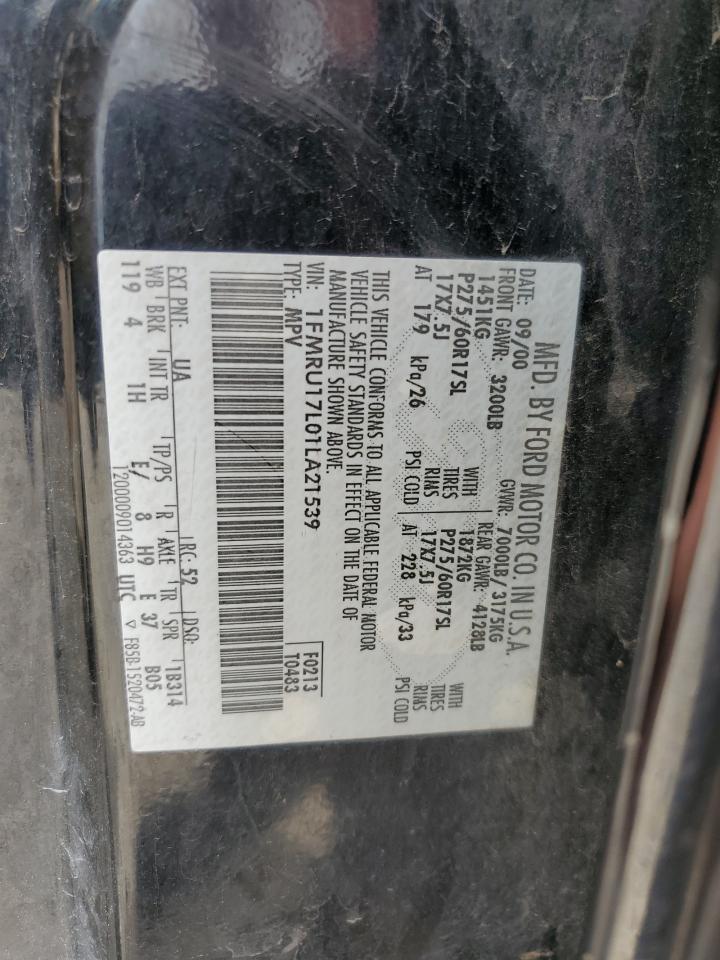 MFD. BY FORD MOTOR CO. IN U.S.A.
DATE: 09/00 GVWR: 7000LB/ 3175KG
FRONT GAWR: 3200LB REAR GAWR: 4128LB
1451KG WITH 1872KG WITH
P275/60R17SL TIRES P275/60R17SL TIRES
17X7.5J RIMS 17X7.5J RIMS
AT 179 kPa/26 PSI COLD AT 228 kPa/33 PSI COLD
THIS VEHICLE CONFORMS TO ALL APPLICABLE FEDERAL MOTOR
VEHICLE SAFETY STANDARDS IN EFFECT ON THE DATE OF
MANUFACTURE SHOWN ABOVE.
VIN: 1FMRU17L01LA21539 F0213
TYPE: MPV T0483
EXT PNT: UA RC: 52 DSO:
WB BRK INT TR TP/PS R AXLE TR SPR 1B314
119 4 1H E/ 8 H9 E 37 B05
1200009014363 UTC ▽ F85B-1520472-AB